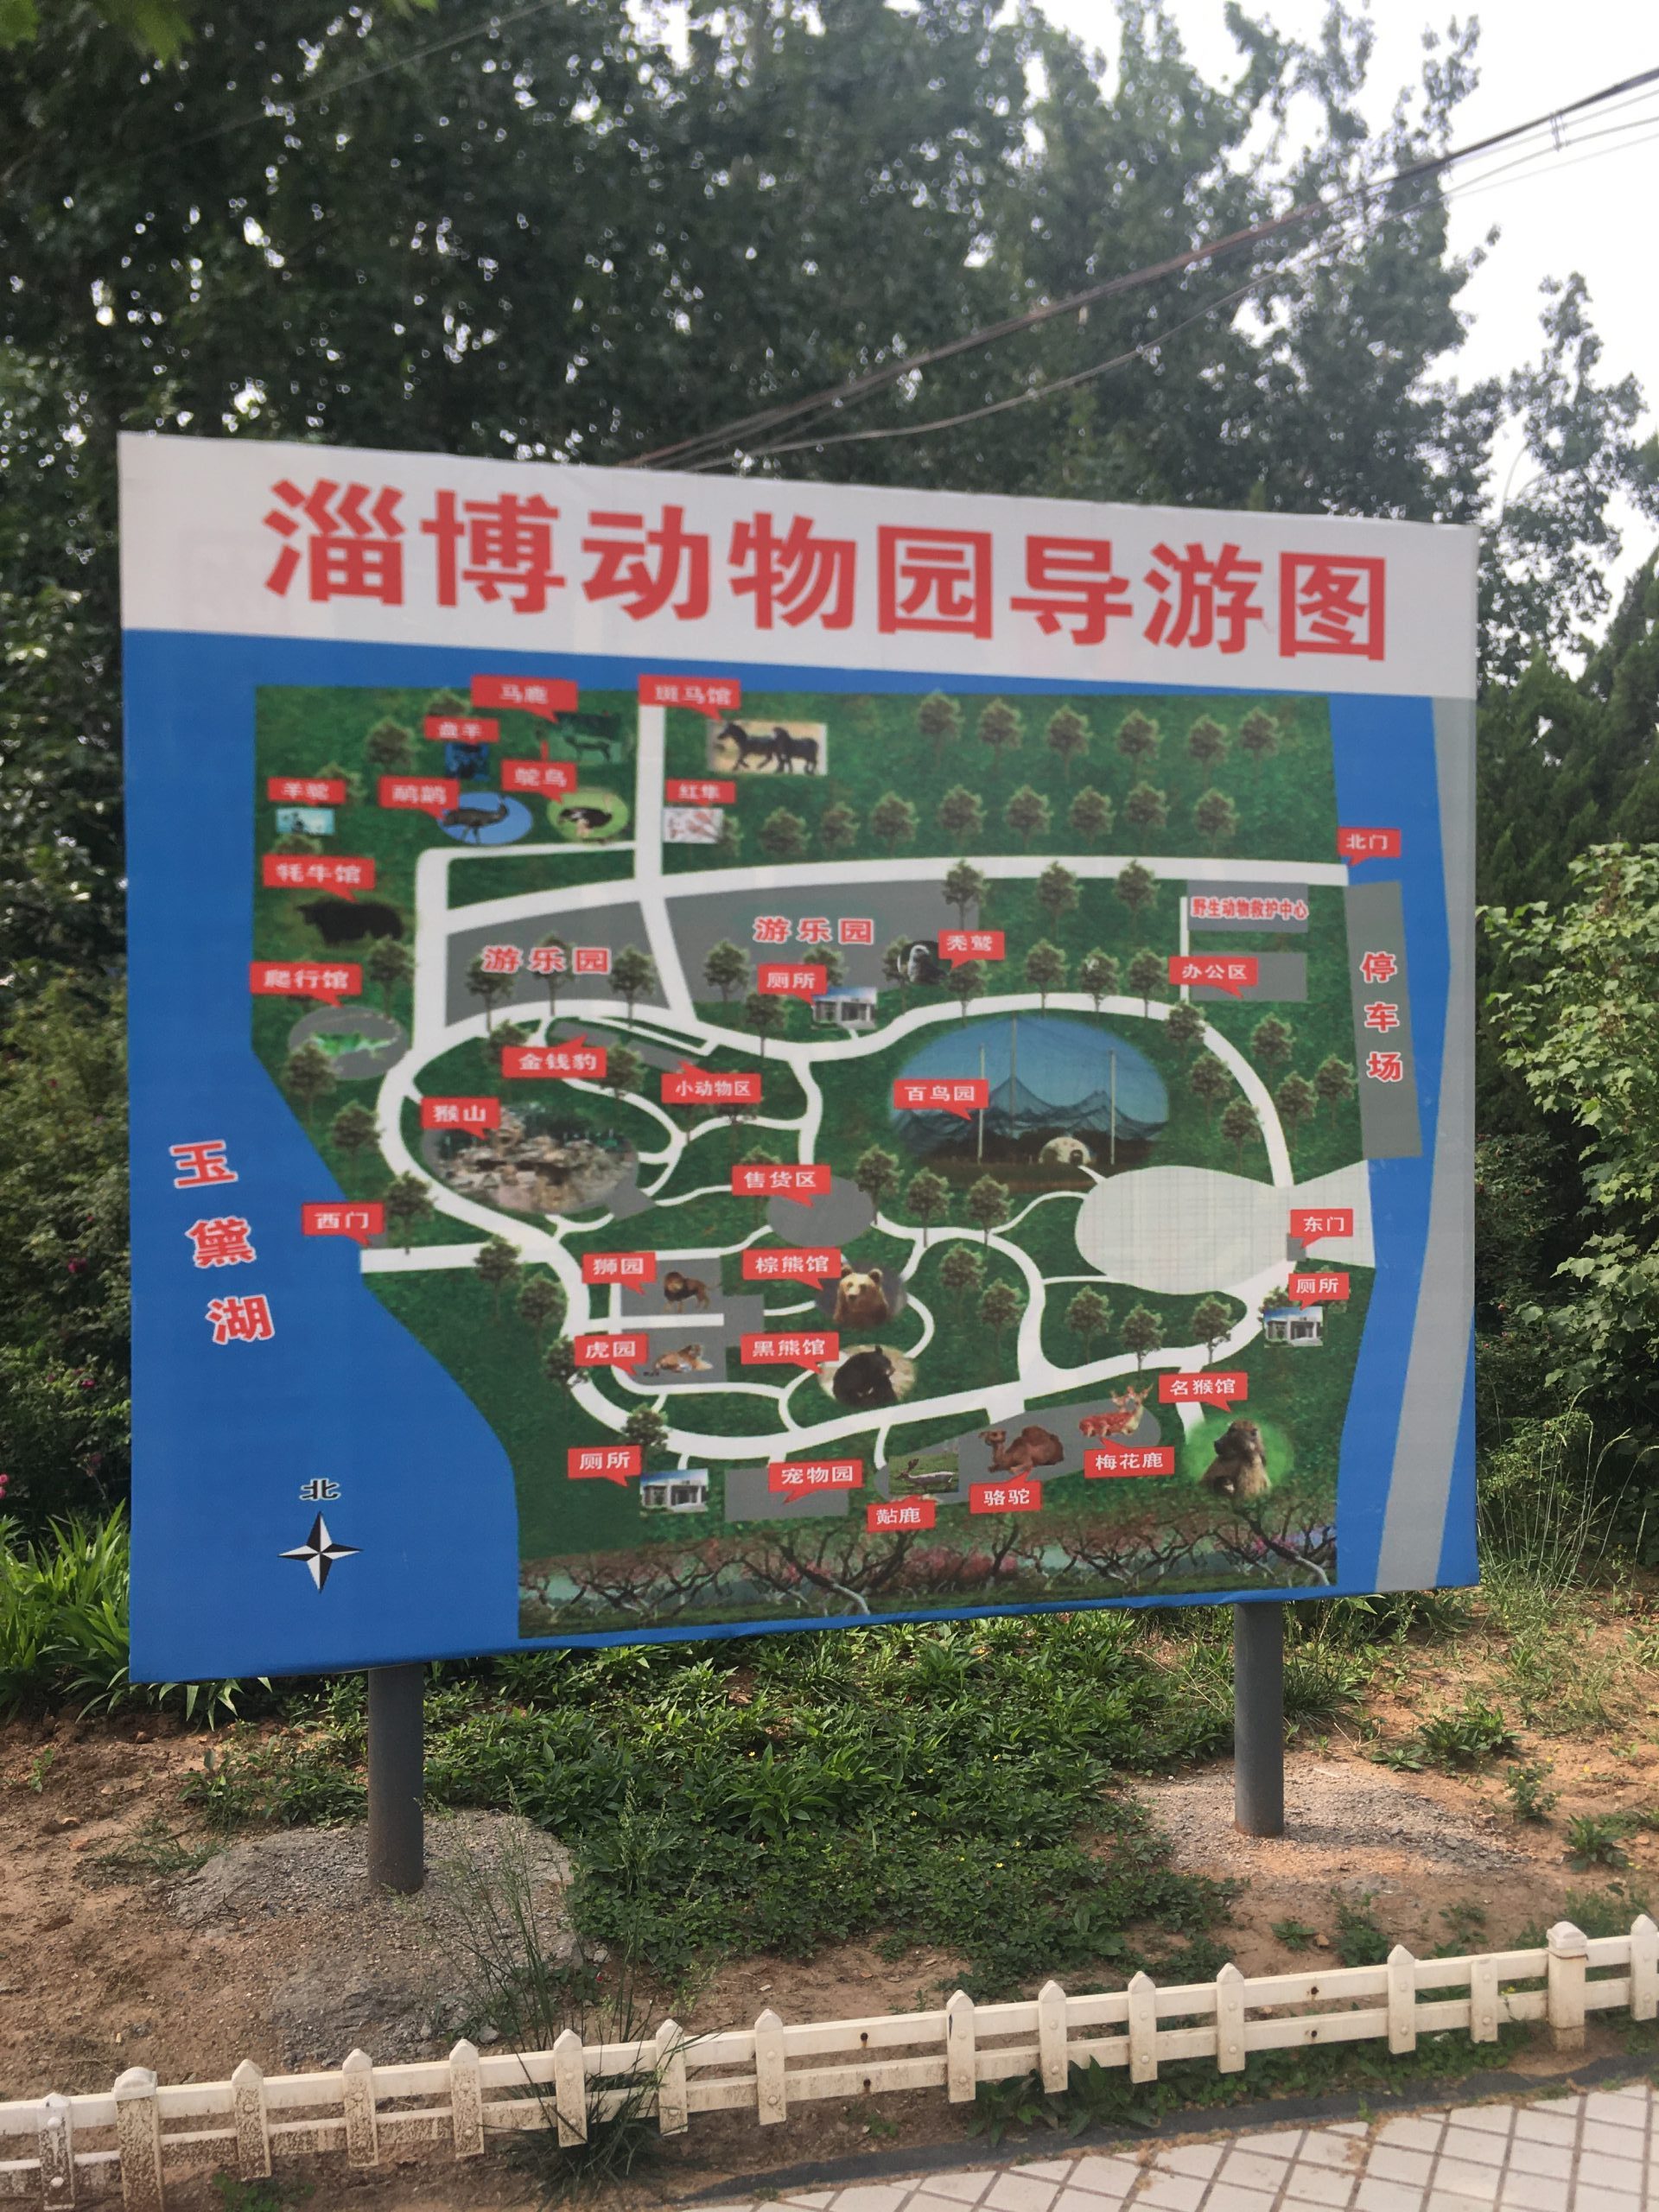 淄博动物园导游图
马鹿
斑马馆
盘羊
鸵鸟
羊驼
鸸鹋
红隼
北门
牦牛馆
野生动物救护中心
游乐园
游乐园
秃鹫
爬行馆
厕所
办公区
停车场
金钱豹
小动物区
百鸟园
猴山
玉黛湖
售货区
西门
东门
狮园
棕熊馆
厕所
虎园
黑熊馆
名猴馆
厕所
宠物园
梅花鹿
骆驼
黇鹿
北